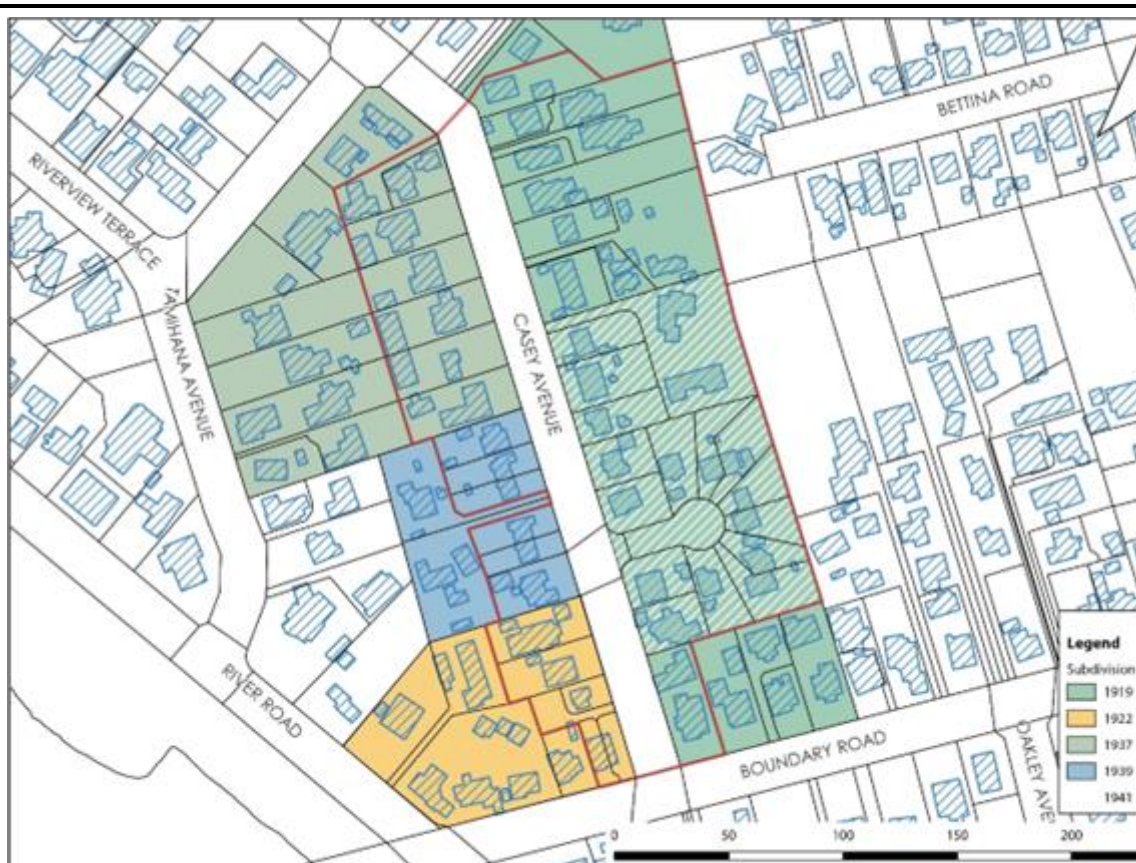 BETTINA ROAD
RIVERVIEW TERRACE
TAMIHANA AVENUE
CASEY AVENUE
RIVER ROAD
BOUNDARY ROAD
OAKLEY AVE
Legend
Subdivision
1919
1922
1937
1939
1941
0 50 100 150 200